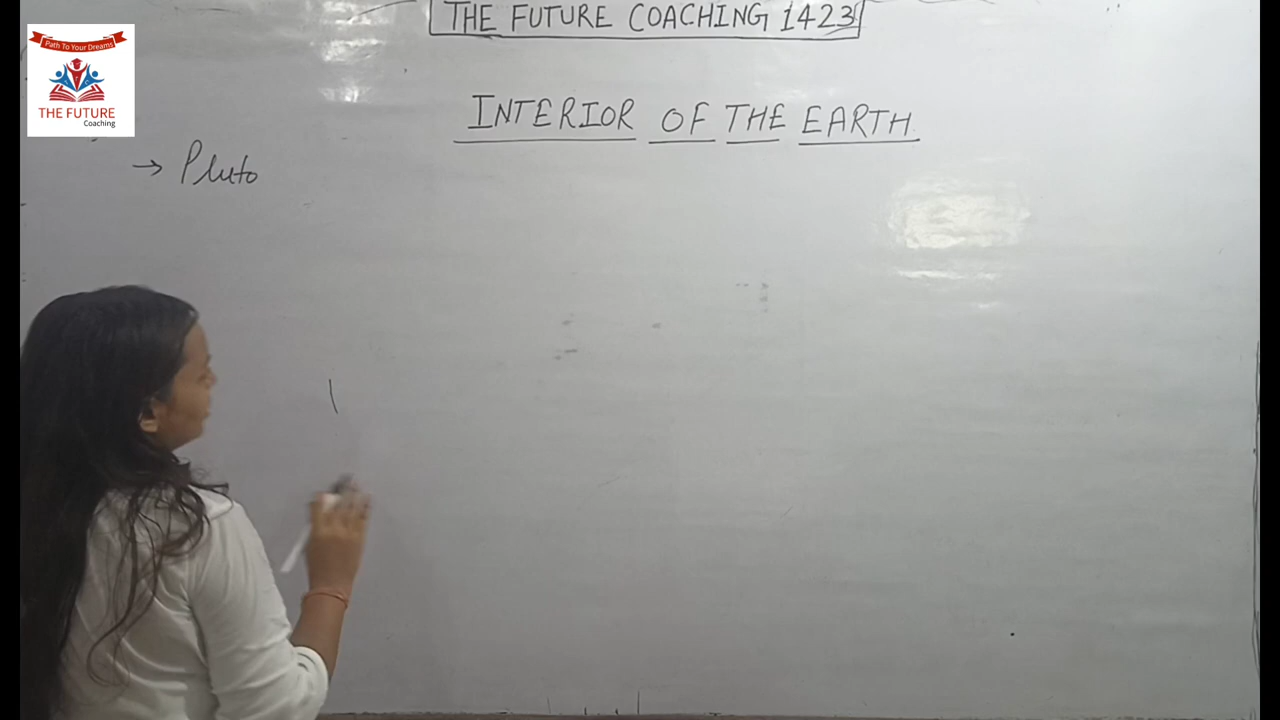 THE FUTURE COACHING 1423
Path To Your Dreams
THE FUTURE
Coaching
INTERIOR OF THE EARTH
→ Pluto